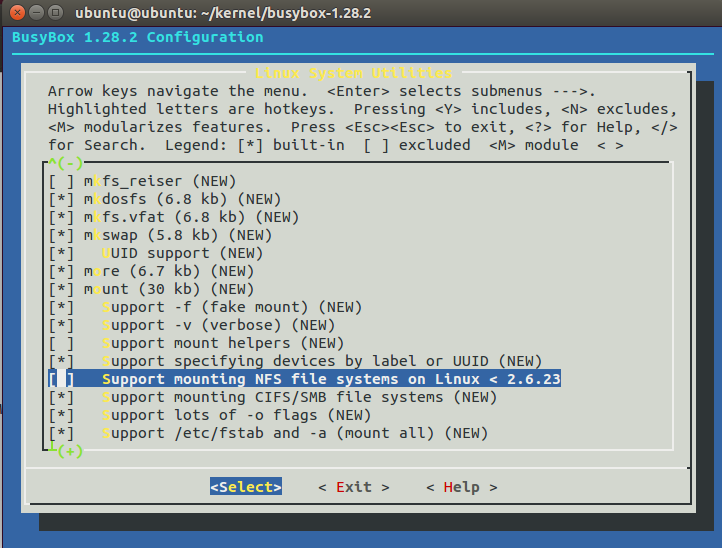 ubuntu@ubuntu: ~/kernel/busybox-1.28.2
BusyBox 1.28.2 Configuration
Linux System Utilities
Arrow keys navigate the menu.  <Enter> selects submenus --->.
Highlighted letters are hotkeys.  Pressing <Y> includes, <N> excludes,
<M> modularizes features.  Press <Esc><Esc> to exit, <?> for Help, </>
for Search.  Legend: [*] built-in  [ ] excluded  <M> module  < >
^(-)
[ ] mkfs_reiser (NEW)
[*] mkdosfs (6.8 kb) (NEW)
[*] mkfs.vfat (6.8 kb) (NEW)
[*] mkswap (5.8 kb) (NEW)
[*]   UUID support (NEW)
[*] more (6.7 kb) (NEW)
[*] mount (30 kb) (NEW)
[*]   Support -f (fake mount) (NEW)
[*]   Support -v (verbose) (NEW)
[ ]   Support mount helpers (NEW)
[*]   Support specifying devices by label or UUID (NEW)
[ ]   Support mounting NFS file systems on Linux < 2.6.23
[*]   Support mounting CIFS/SMB file systems (NEW)
[*]   Support lots of -o flags (NEW)
[*]   Support /etc/fstab and -a (mount all) (NEW)
┴(+)
<Select>    < Exit >    < Help >